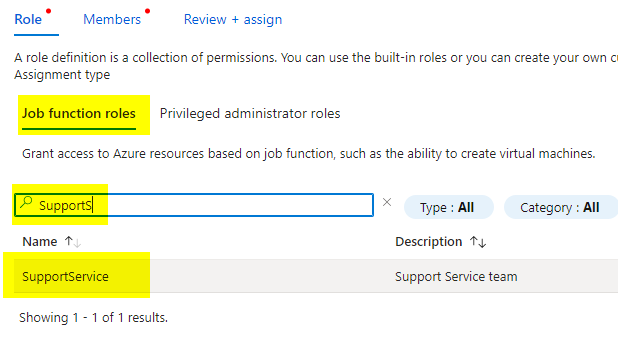 Role Members Review + assign
A role definition is a collection of permissions. You can use the built-in roles or you can create your own
Assignment type
Job function roles Privileged administrator roles
Grant access to Azure resources based on job function, such as the ability to create virtual machines.
SupportS Type : All Category : All
Name ↑↓ Description ↑↓
SupportService Support Service team
Showing 1 - 1 of 1 results.